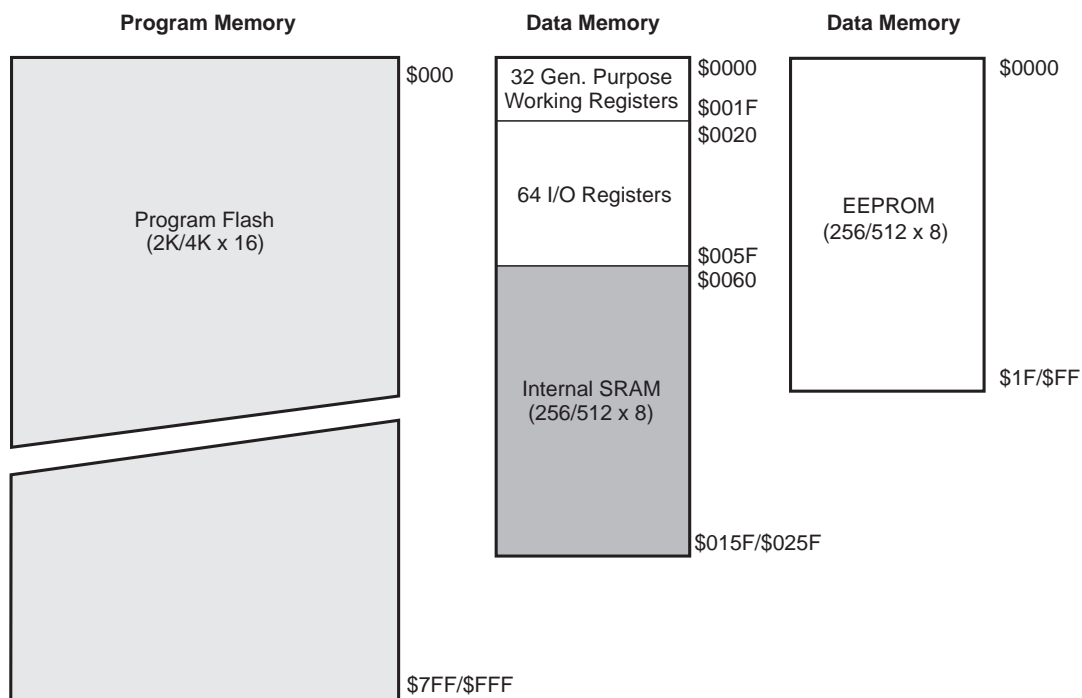 Program Memory
$000
Program Flash
(2K/4K x 16)
$7FF/$FFF
Data Memory
32 Gen. Purpose
Working Registers
$0000
$001F
$0020
64 I/O Registers
$005F
$0060
Internal SRAM
(256/512 x 8)
$015F/$025F
Data Memory
$0000
EEPROM
(256/512 x 8)
$1F/$FF